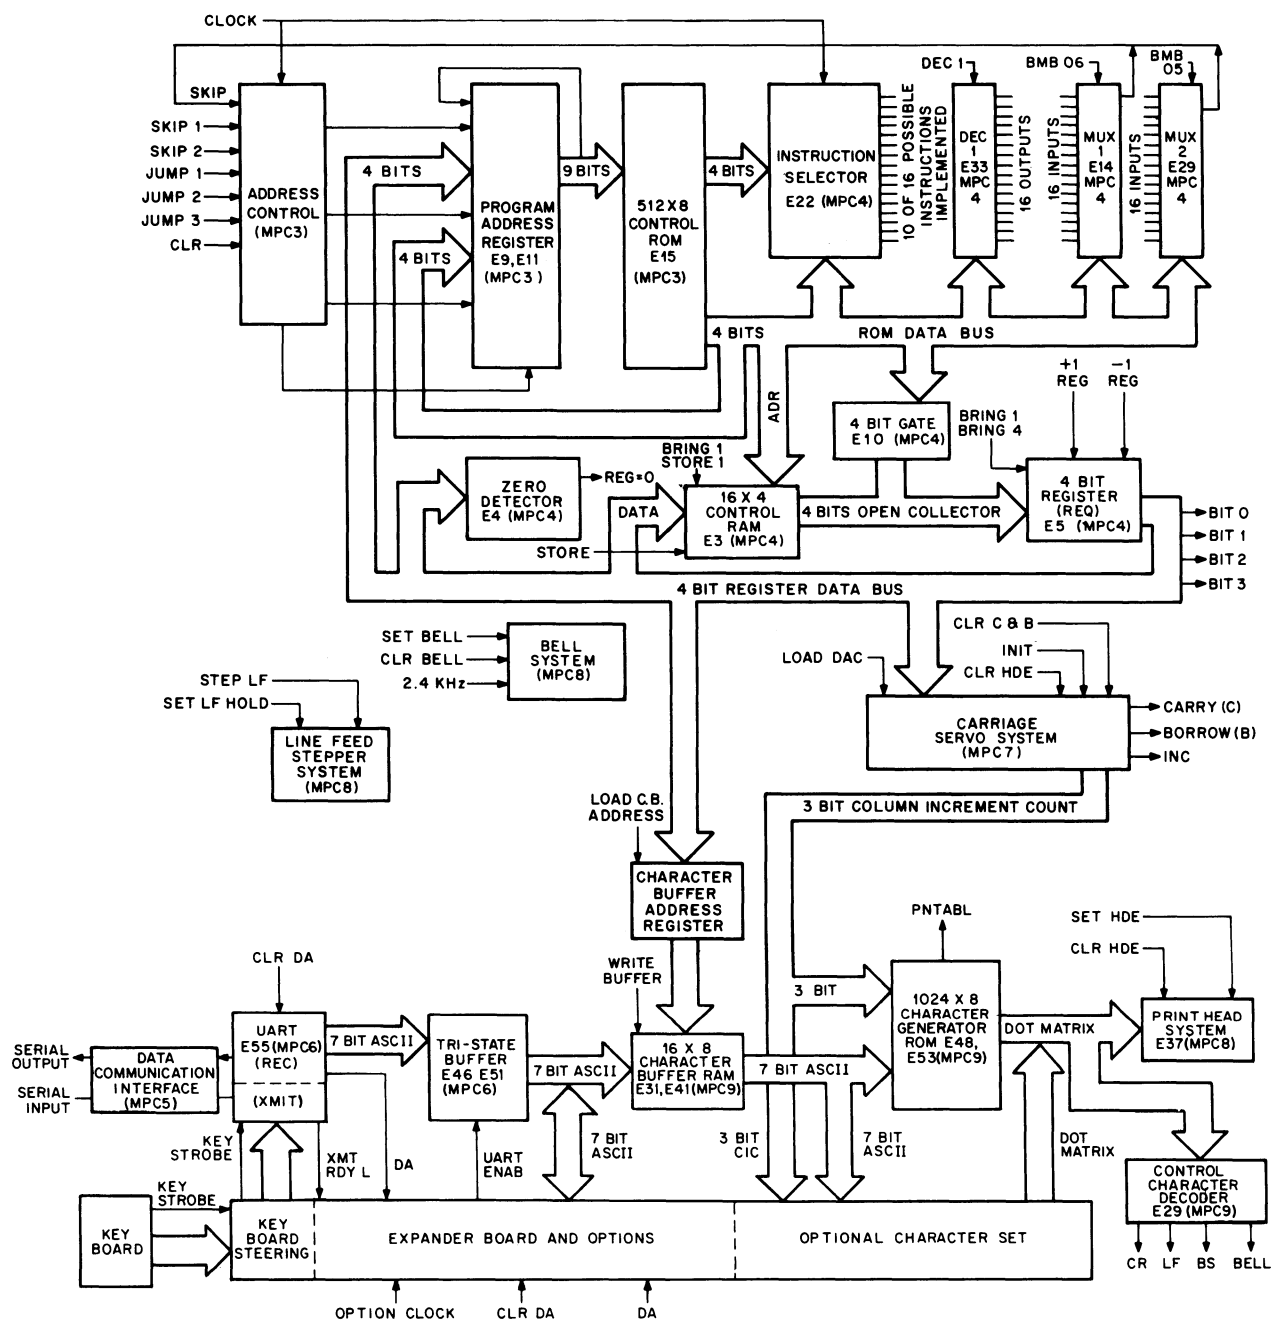 CLOCK
SKIP
SKIP 1
SKIP 2
JUMP 1
JUMP 2
JUMP 3
CLR
ADDRESS
CONTROL
(MPC3)
4 BITS
4 BITS
PROGRAM
ADDRESS
REGISTER
E9,E11
(MPC3)
9 BITS
512X8
CONTROL
ROM
E15
(MPC3)
4 BITS
INSTRUCTION
SELECTOR
E22 (MPC4)
10 OF 16 POSSIBLE
INSTRUCTIONS
IMPLEMENTED
DEC 1
DEC
1
E33
MPC
4
16 OUTPUTS
BMB 06
16 INPUTS
MUX
1
E14
MPC
4
BMB
05
16 INPUTS
MUX
2
E29
MPC
4
4 BITS
ROM DATA BUS
ADR
4 BIT GATE
E10 (MPC4)
+1
REG
-1
REG
BRING 1
BRING 4
BRING 1
STORE 1
ZERO
DETECTOR
E4 (MPC4)
REG=0
DATA
16 X 4
CONTROL
RAM
E3 (MPC4)
4 BITS OPEN COLLECTOR
4 BIT
REGISTER
(REQ)
E5 (MPC4)
STORE
BIT 0
BIT 1
BIT 2
BIT 3
4 BIT REGISTER DATA BUS
SET BELL
CLR BELL
2.4 KHz
BELL
SYSTEM
(MPC8)
STEP LF
SET LF HOLD
LINE FEED
STEPPER
SYSTEM
(MPC8)
CLR C & B
INIT
LOAD DAC
CLR HDE
CARRIAGE
SERVO SYSTEM
(MPC7)
CARRY (C)
BORROW (B)
INC
3 BIT COLUMN INCREMENT COUNT
LOAD C.B.
ADDRESS
CHARACTER
BUFFER
ADDRESS
REGISTER
PNTABL
SET HDE
CLR HDE
CLR DA
WRITE
BUFFER
3 BIT
SERIAL
OUTPUT
SERIAL
INPUT
DATA
COMMUNICATION
INTERFACE
(MPC5)
UART
E55(MPC6)
(REC)
(XMIT)
7 BIT ASCII
TRI-STATE
BUFFER
E46 E51
(MPC6)
7 BIT ASCII
16 X 8
CHARACTER
BUFFER RAM
E31,E41(MPC9)
7 BIT ASCII
1024 X 8
CHARACTER
GENERATOR
ROM E48,
E53(MPC9)
DOT MATRIX
PRINT HEAD
SYSTEM
E37(MPC8)
KEY
STROBE
XMT
RDY L
DA
UART
ENAB
7 BIT
ASCII
3 BIT
CIC
7 BIT
ASCII
DOT
MATRIX
CONTROL
CHARACTER
DECODER
E29 (MPC9)
KEY
STROBE
KEY
BOARD
KEY
BOARD
STEERING
EXPANDER BOARD AND OPTIONS
OPTIONAL CHARACTER SET
CR
LF
BS
BELL
OPTION CLOCK
CLR DA
DA